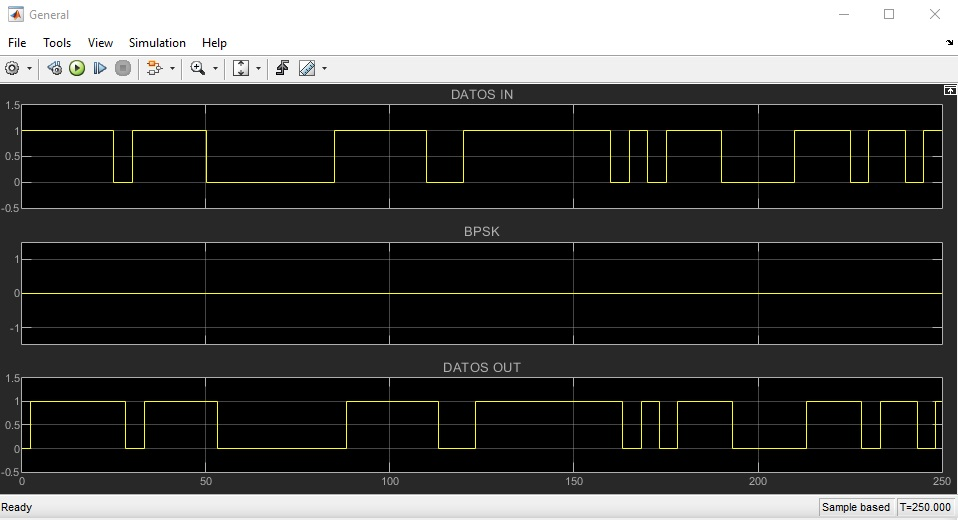 General
File Tools View Simulation Help
DATOS IN
1.5
1
0.5
0
-0.5
BPSK
1
0
-1
DATOS OUT
1.5
1
0.5
0
-0.5
0 50 100 150 200 250
Ready Sample based T=250.000